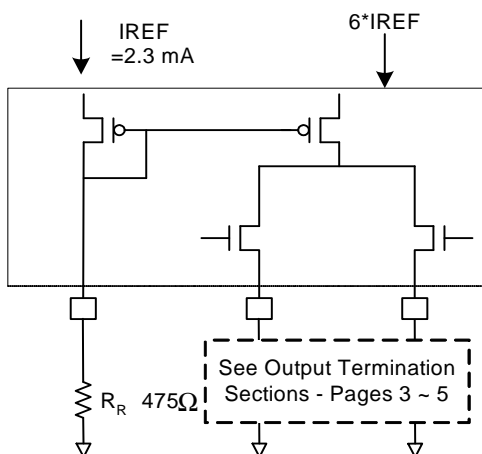 IREF
=2.3 mA
6*IREF
See Output Termination
Sections - Pages 3 ~ 5
RR 475Ω